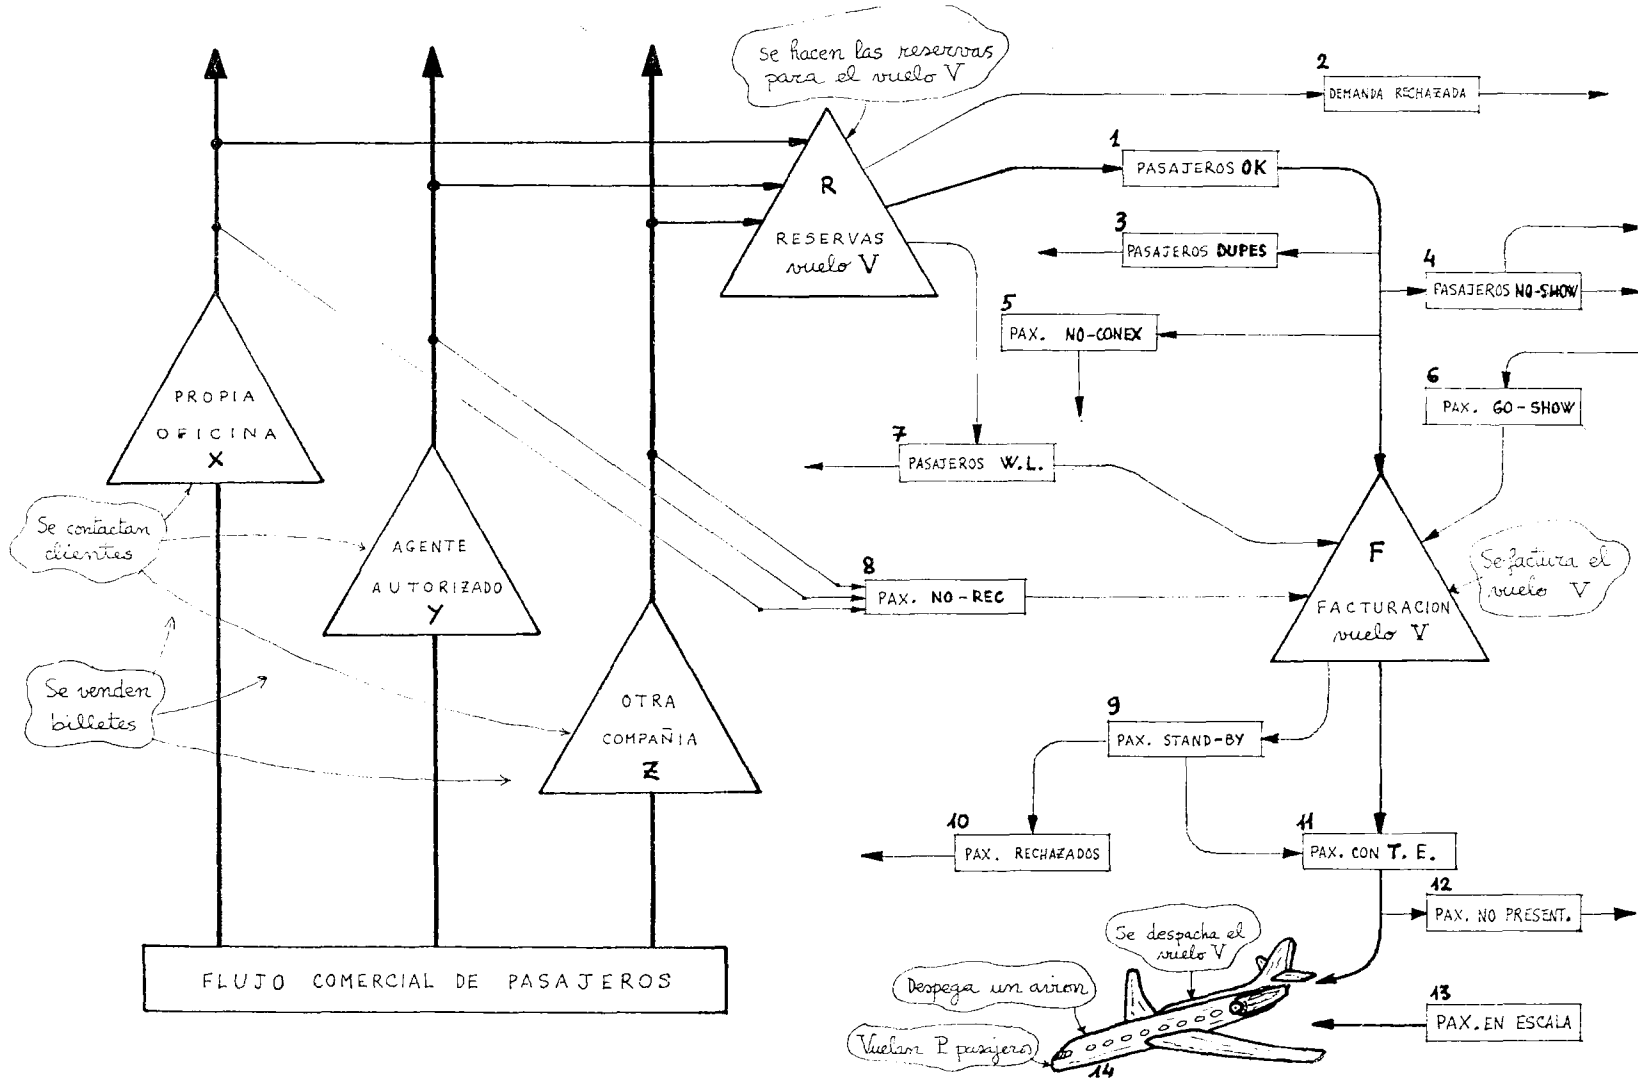 Se hacen las reservas
para el vuelo V
2
DEMANDA RECHAZADA
1
PASAJEROS OK
R
RESERVAS
vuelo V
3
PASAJEROS DUPES
4
PASAJEROS NO-SHOW
5
PAX. NO-CONEX
6
PAX. GO-SHOW
7
PASAJEROS W.L.
PROPIA
OFICINA
X
Se contactan
clientes
AGENTE
AUTORIZADO
Y
8
PAX. NO-REC
F
FACTURACION
vuelo V
Se factura el
vuelo V
Se venden
billetes
OTRA
COMPAÑIA
Z
9
PAX. STAND-BY
10
PAX. RECHAZADOS
11
PAX. CON T. E.
12
PAX. NO PRESENT.
Se despacha el
vuelo V
Despega un avion
13
PAX. EN ESCALA
Vuelan P pasajeros
14
FLUJO COMERCIAL DE PASAJEROS